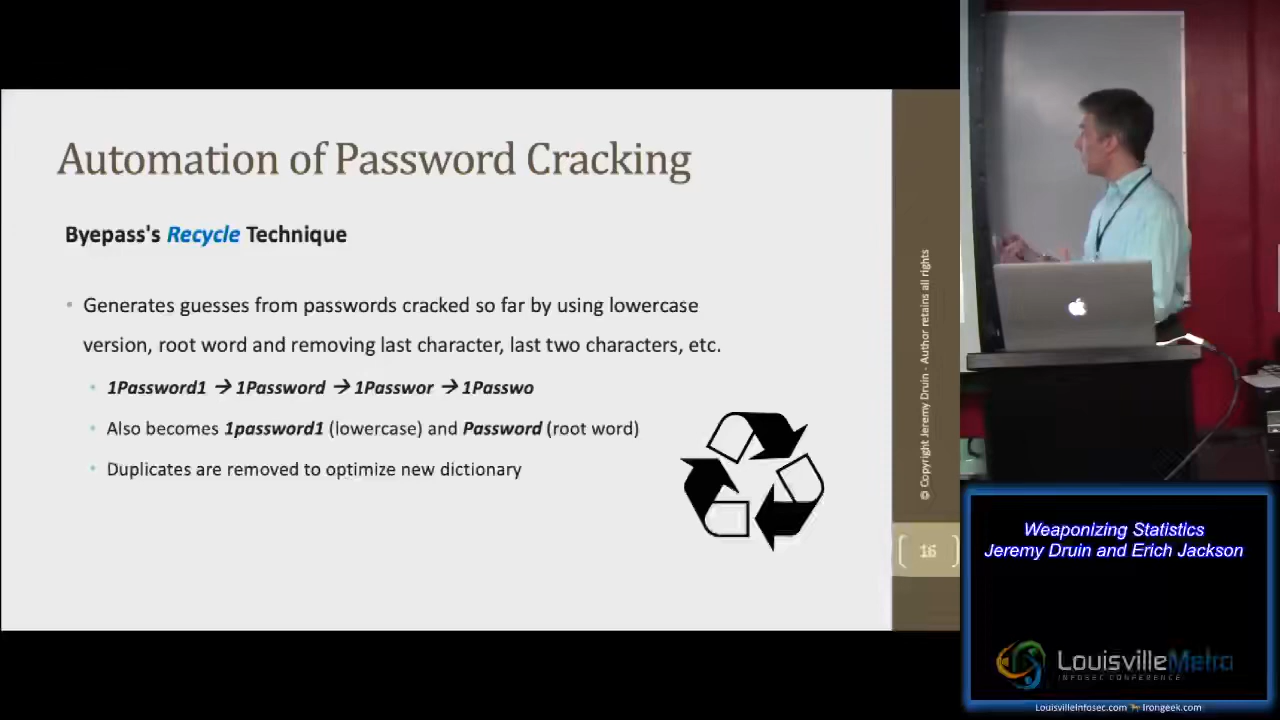 Automation of Password Cracking
Byepass's Recycle Technique
• Generates guesses from passwords cracked so far by using lowercase
version, root word and removing last character, last two characters, etc.
• 1Password1 → 1Password → 1Passwor → 1Passwo
• Also becomes 1password1 (lowercase) and Password (root word)
• Duplicates are removed to optimize new dictionary
© Copyright Jeremy Druin - Author retains all rights
16
Weaponizing Statistics
Jeremy Druin and Erich Jackson
LouisvilleMetro
INFOSEC CONFERENCE
LouisvilleInfosec.com Irongeek.com